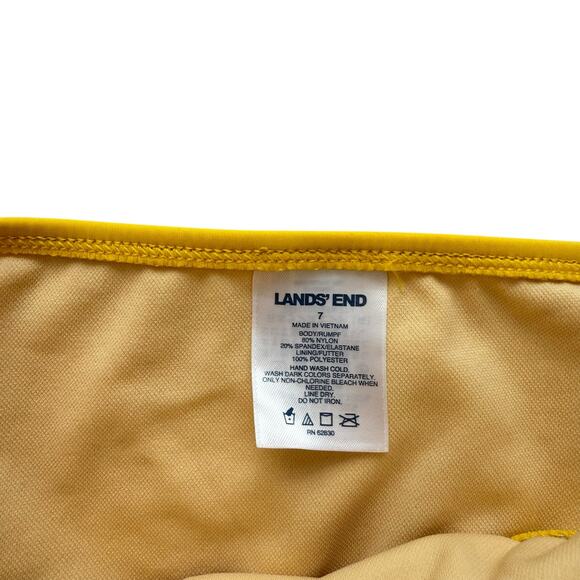 LANDS' END
7
MADE IN VIETNAM
BODY/RUMPF
80% NYLON
20% SPANDEX/ELASTANE
LINING/FUTTER
100% POLYESTER
HAND WASH COLD.
WASH DARK COLORS SEPARATELY.
ONLY NON-CHLORINE BLEACH WHEN
NEEDED.
LINE DRY.
DO NOT IRON.
RN 62830